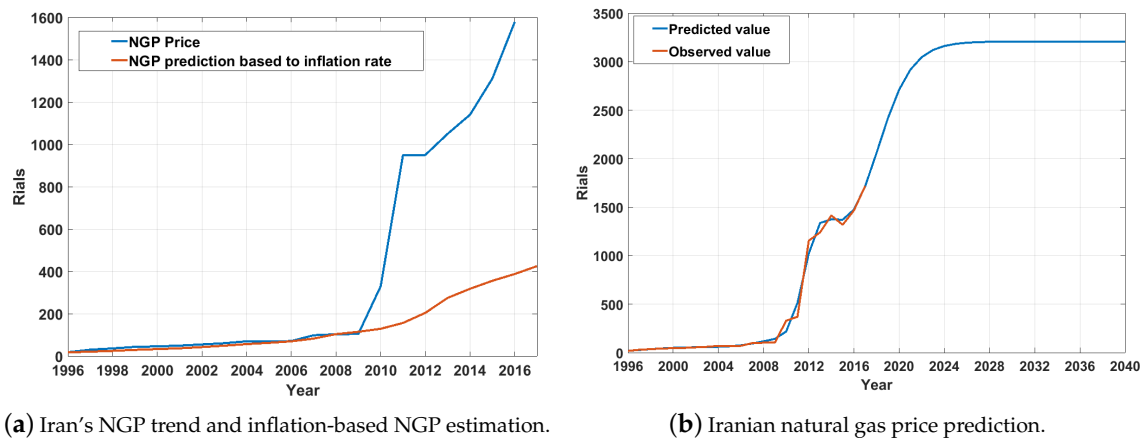 1600
1400
1200
1000
800
600
400
200
0
Rials
NGP Price
NGP prediction based to inflation rate
1996 1998 2000 2002 2004 2006 2008 2010 2012 2014 2016
Year
(a) Iran's NGP trend and inflation-based NGP estimation.
3500
3000
2500
2000
1500
1000
500
0
Rials
Predicted value
Observed value
1996 2000 2004 2008 2012 2016 2020 2024 2028 2032 2036 2040
Year
(b) Iranian natural gas price prediction.